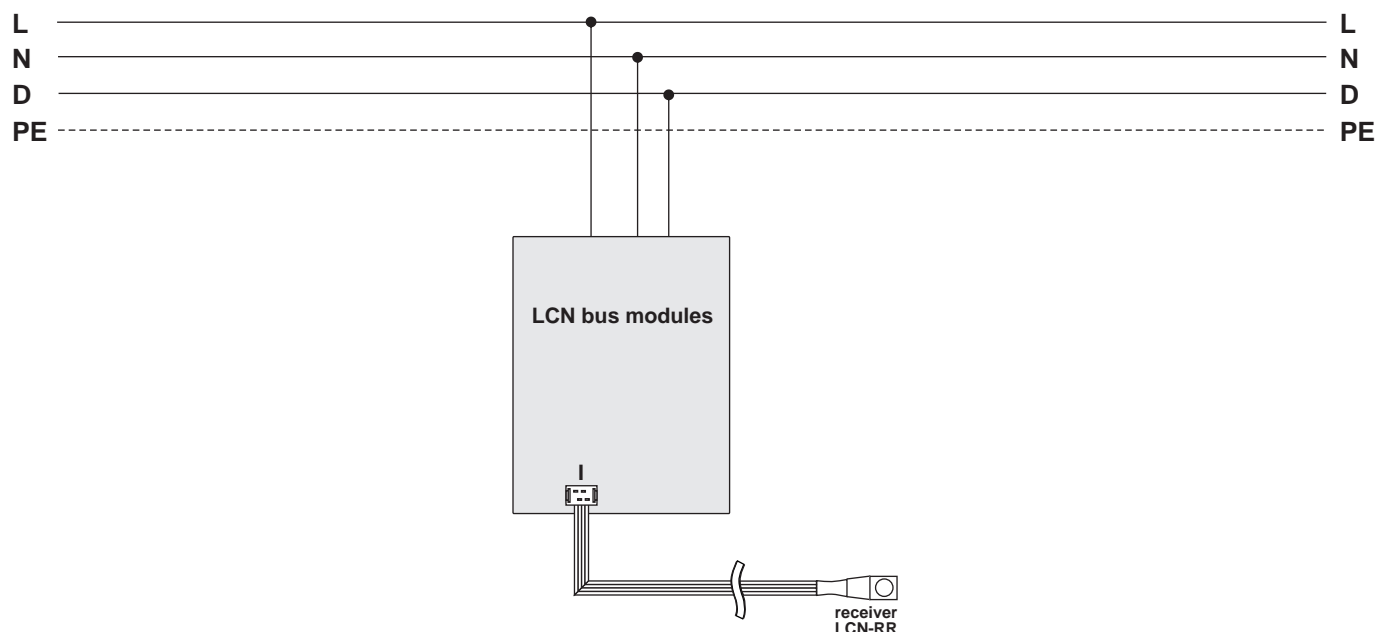 L L
N N
D D
PE PE
LCN bus modules
I
receiver
LCN-RR